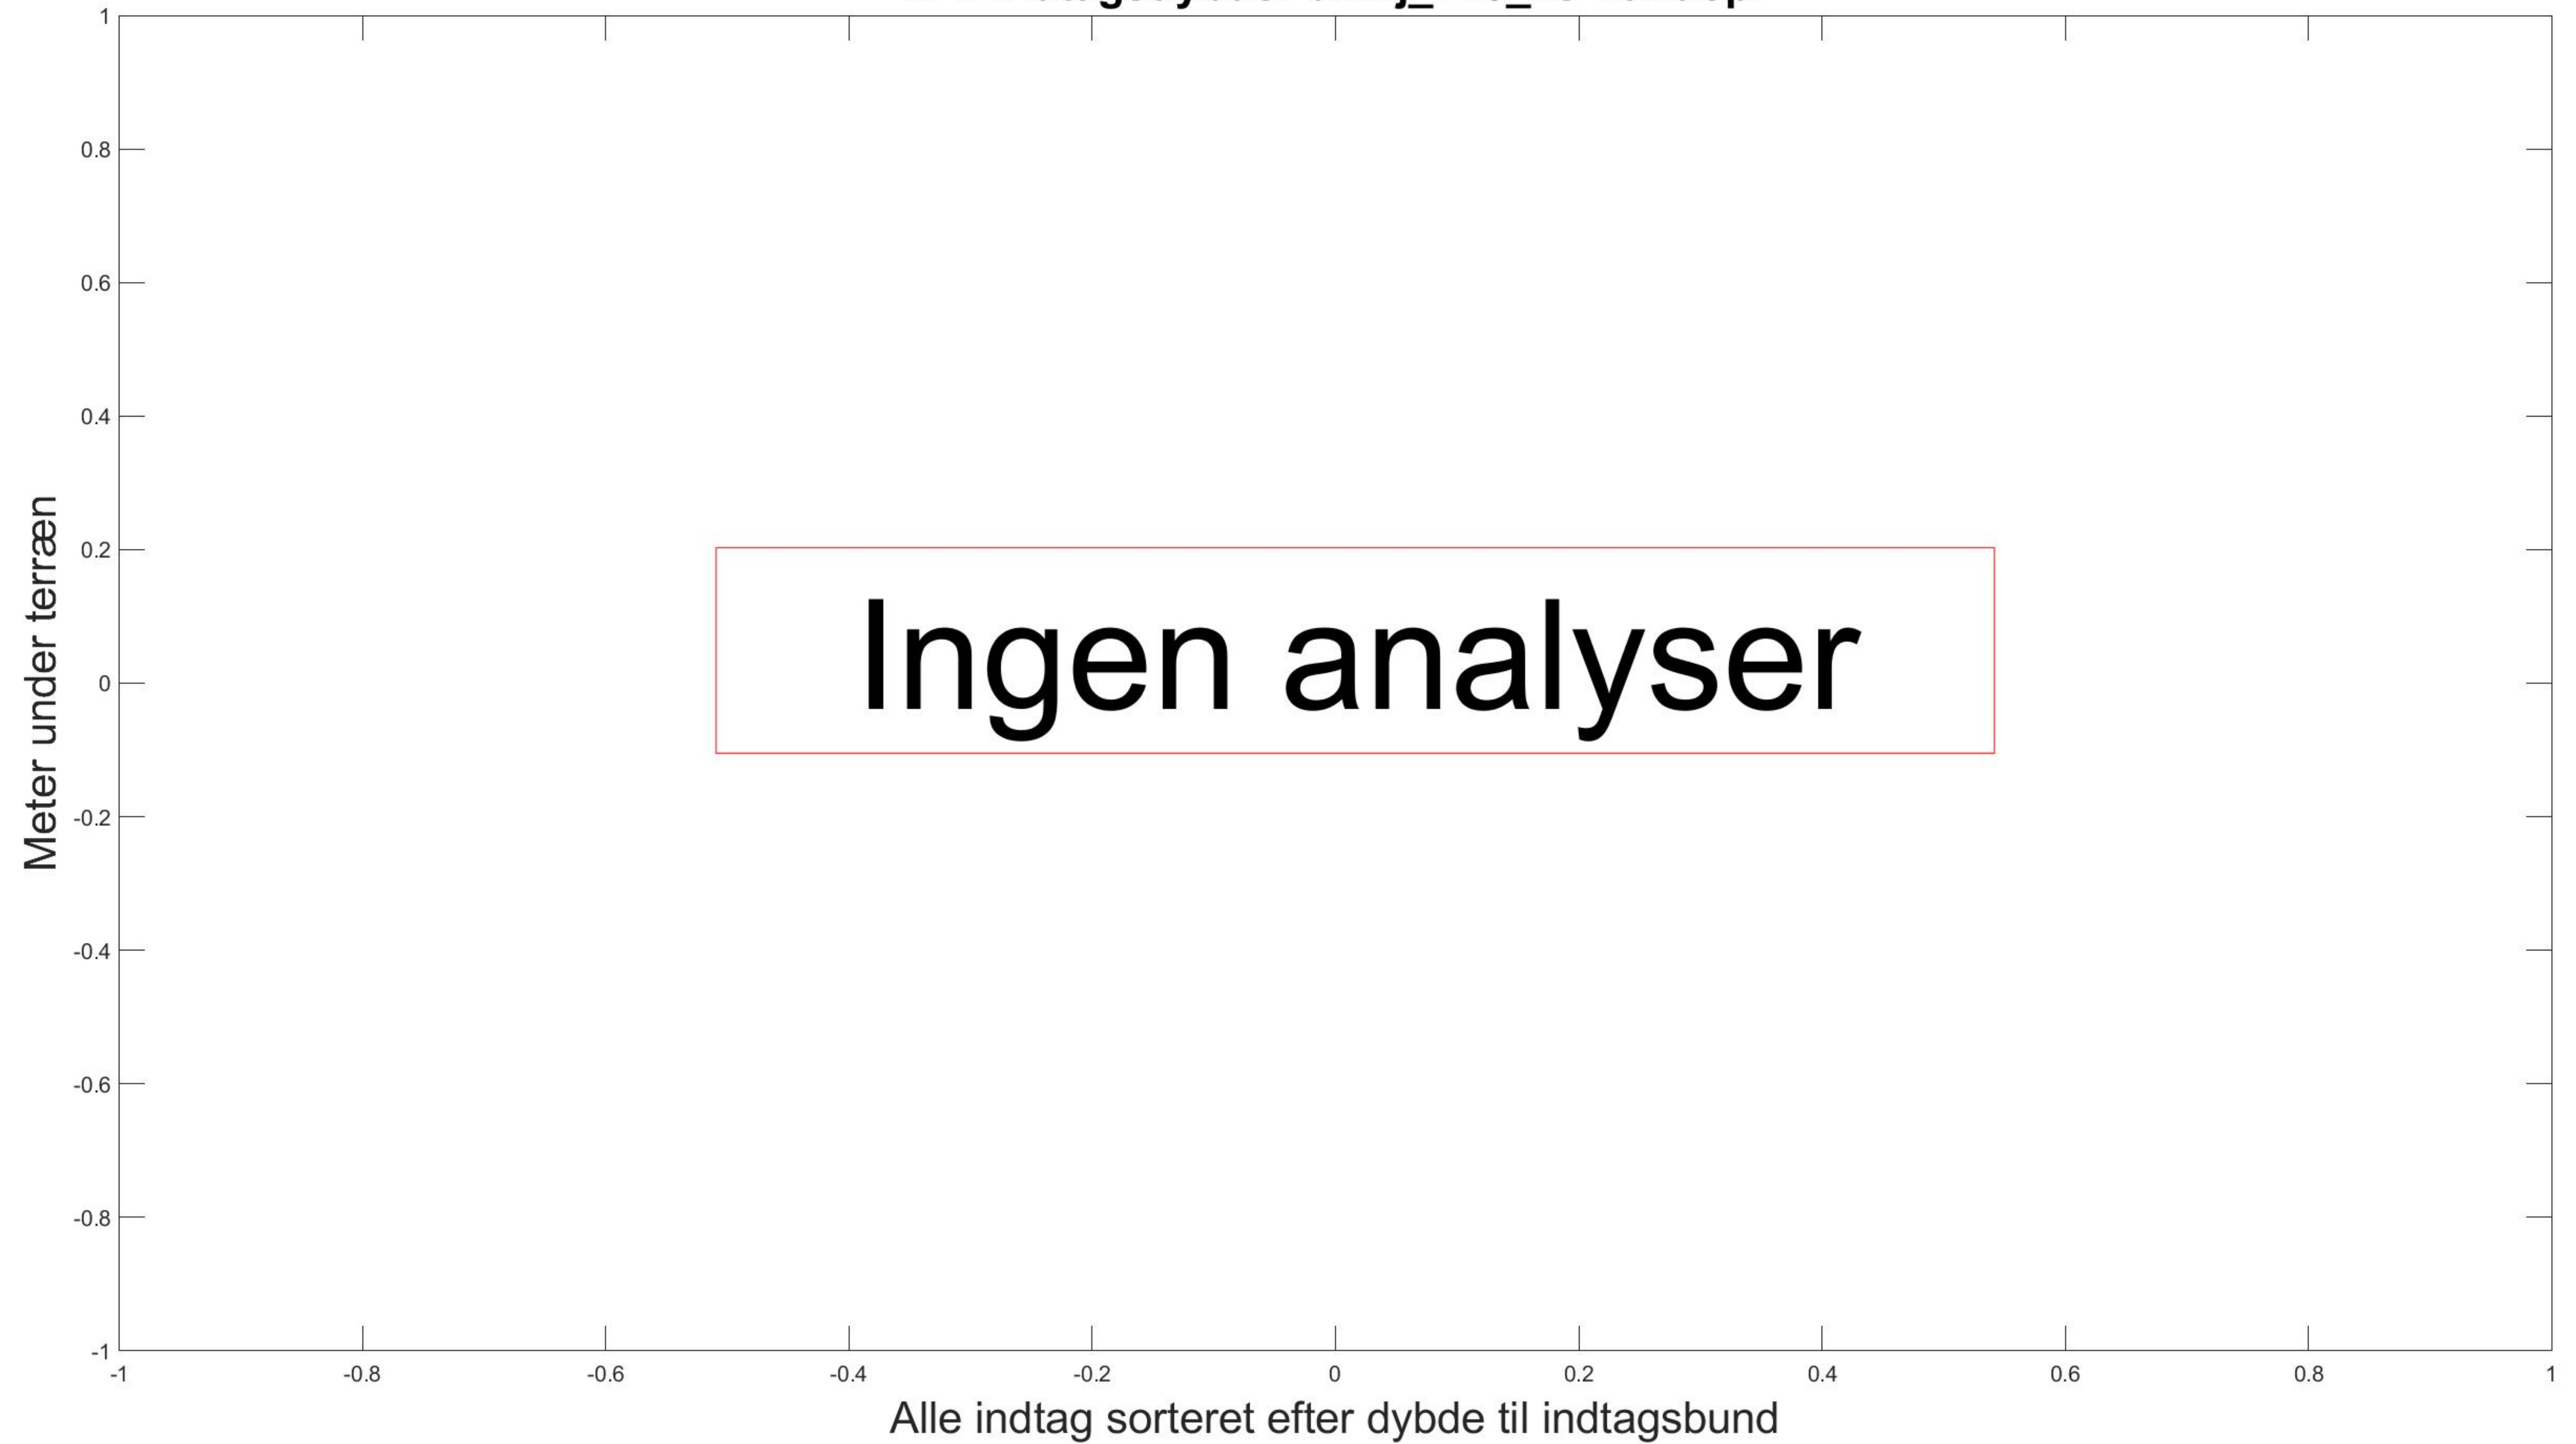 1
0.8
0.6
0.4
0.2
0
-0.2
-0.4
-0.6
-0.8
-1
Meter under terræn
Ingen analyser
-1 -0.8 -0.6 -0.4 -0.2 0 0.2 0.4 0.6 0.8 1
Alle indtag sorteret efter dybde til indtagsbund